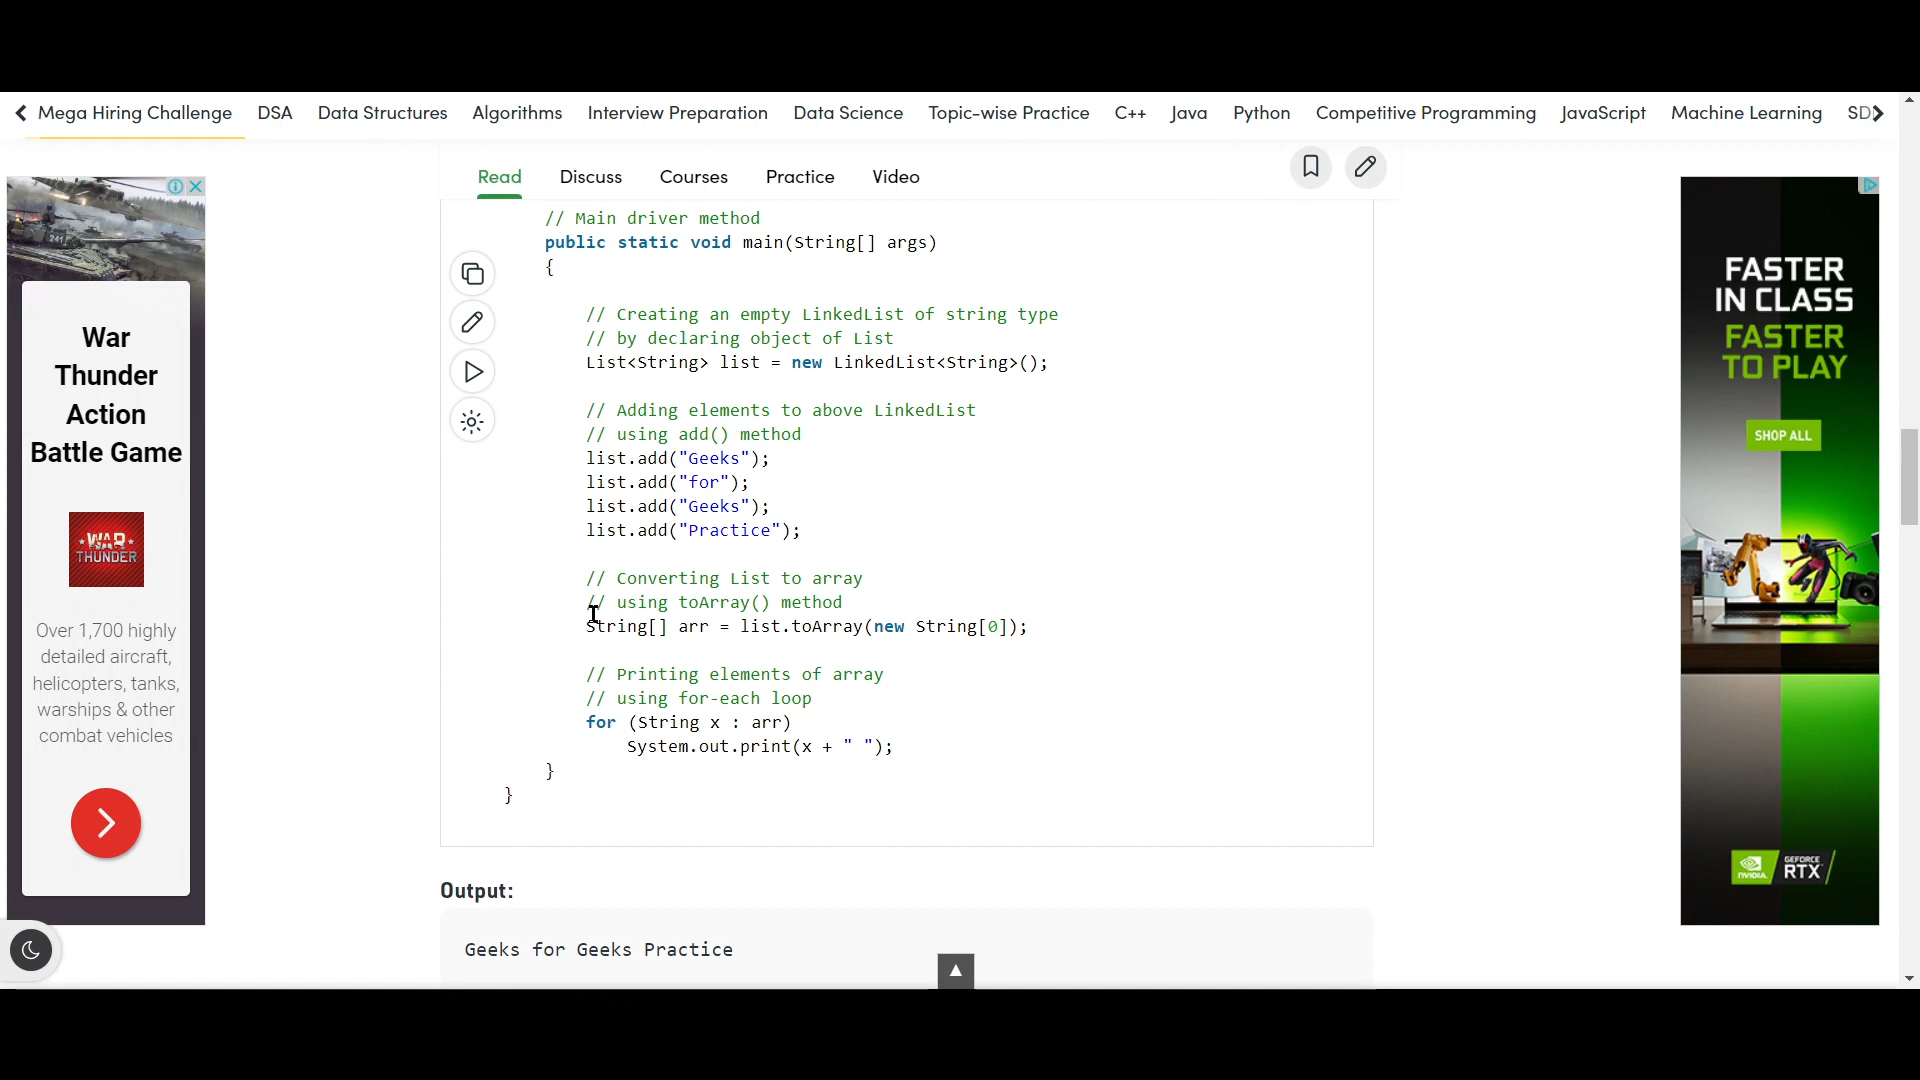 Mega Hiring Challenge DSA Data Structures Algorithms Interview Preparation Data Science Topic-wise Practice C++ Java Python Competitive Programming JavaScript Machine Learning SD
Read Discuss Courses Practice Video
// Main driver method
public static void main(String[] args)
{
// Creating an empty LinkedList of string type
// by declaring object of List
List<String> list = new LinkedList<String>();
// Adding elements to above LinkedList
// using add() method
list.add("Geeks");
list.add("for");
list.add("Geeks");
list.add("Practice");
// Converting List to array
// using toArray() method
String[] arr = list.toArray(new String[0]);
// Printing elements of array
// using for-each loop
for (String x : arr)
System.out.print(x + " ");
}
}
Output:
Geeks for Geeks Practice
241
War
Thunder
Action
Battle Game
WAR
THUNDER
Over 1,700 highly
detailed aircraft,
helicopters, tanks,
warships & other
combat vehicles
FASTER
IN CLASS
FASTER
TO PLAY
SHOP ALL
NVIDIA. GEFORCE
RTX